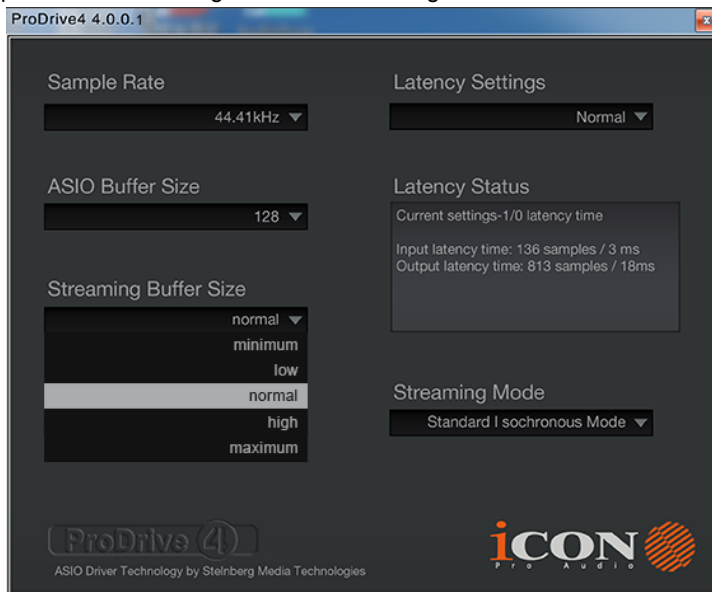 ProDrive4 4.0.0.1
x
Sample Rate
44.41kHz
ASIO Buffer Size
128
Streaming Buffer Size
normal
minimum
low
normal
high
maximum
Latency Settings
Normal
Latency Status
Current settings-1/0 latency time
Input latency time: 136 samples / 3 ms
Output latency time: 813 samples / 18ms
Streaming Mode
Standard I sochronous Mode
ProDrive 4
ASIO Driver Technology by Steinberg Media Technologies
iCON
Pro Audio